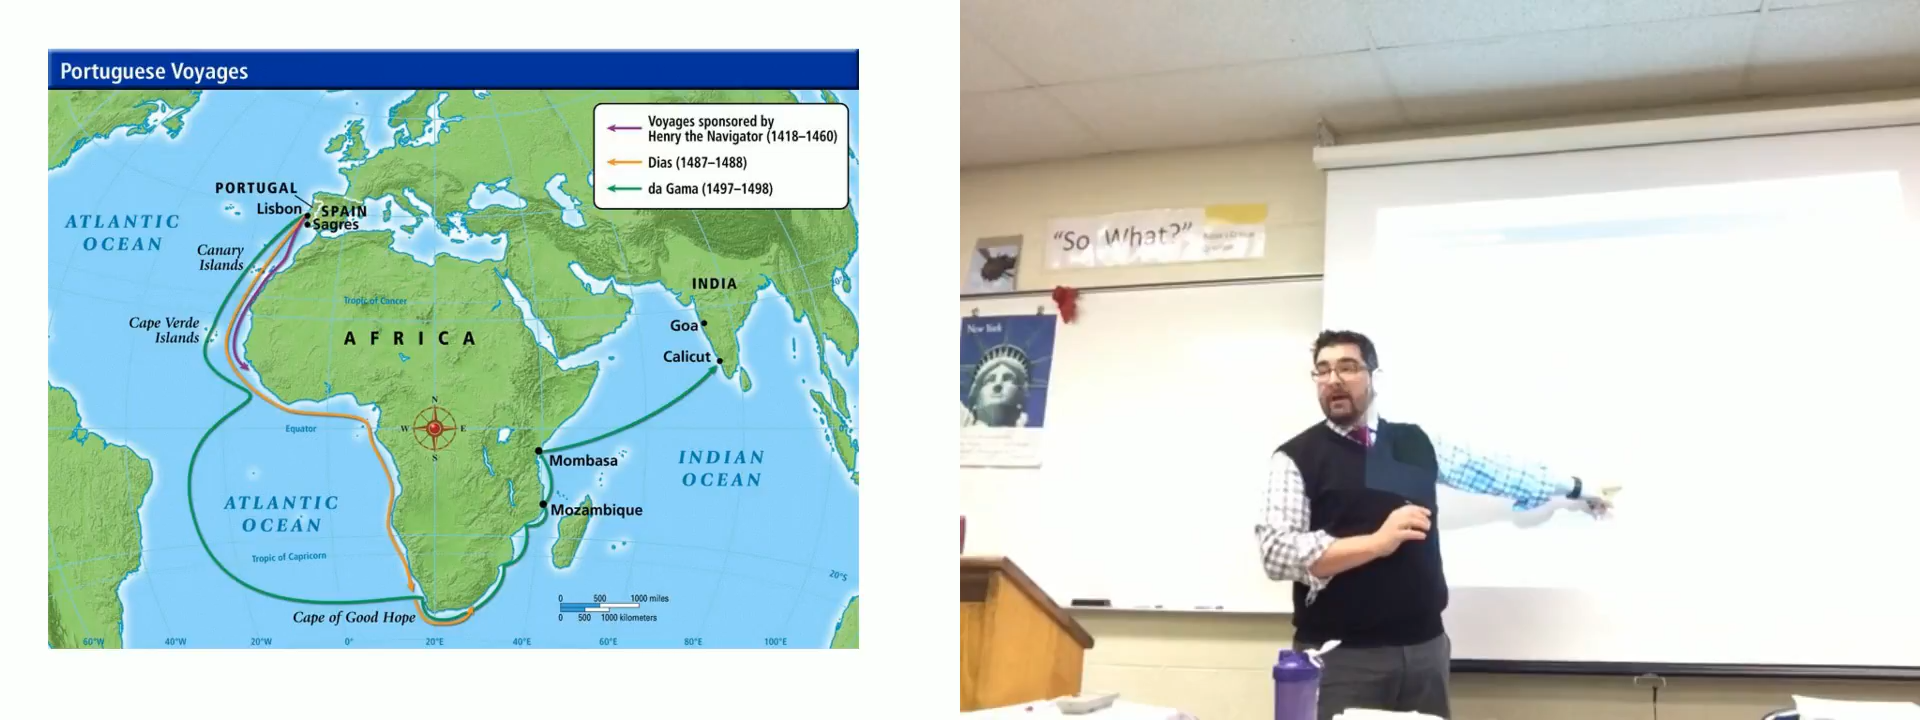 Portuguese Voyages
Voyages sponsored by
Henry the Navigator (1418–1460)
Dias (1487–1488)
da Gama (1497–1498)
PORTUGAL
Lisbon
SPAIN
Sagres
ATLANTIC
OCEAN
Canary
Islands
Cape Verde
Islands
Tropic of Cancer
AFRICA
INDIA
Goa
Calicut
20°N
N
W
E
S
Equator
0°
Mombasa
INDIAN
OCEAN
ATLANTIC
OCEAN
Mozambique
Tropic of Capricorn
20°S
Cape of Good Hope
0 500 1000 miles
0 500 1000 kilometers
60°W 40°W 20°W 0° 20°E 40°E 60°E 80°E 100°E
"So What?"
New York